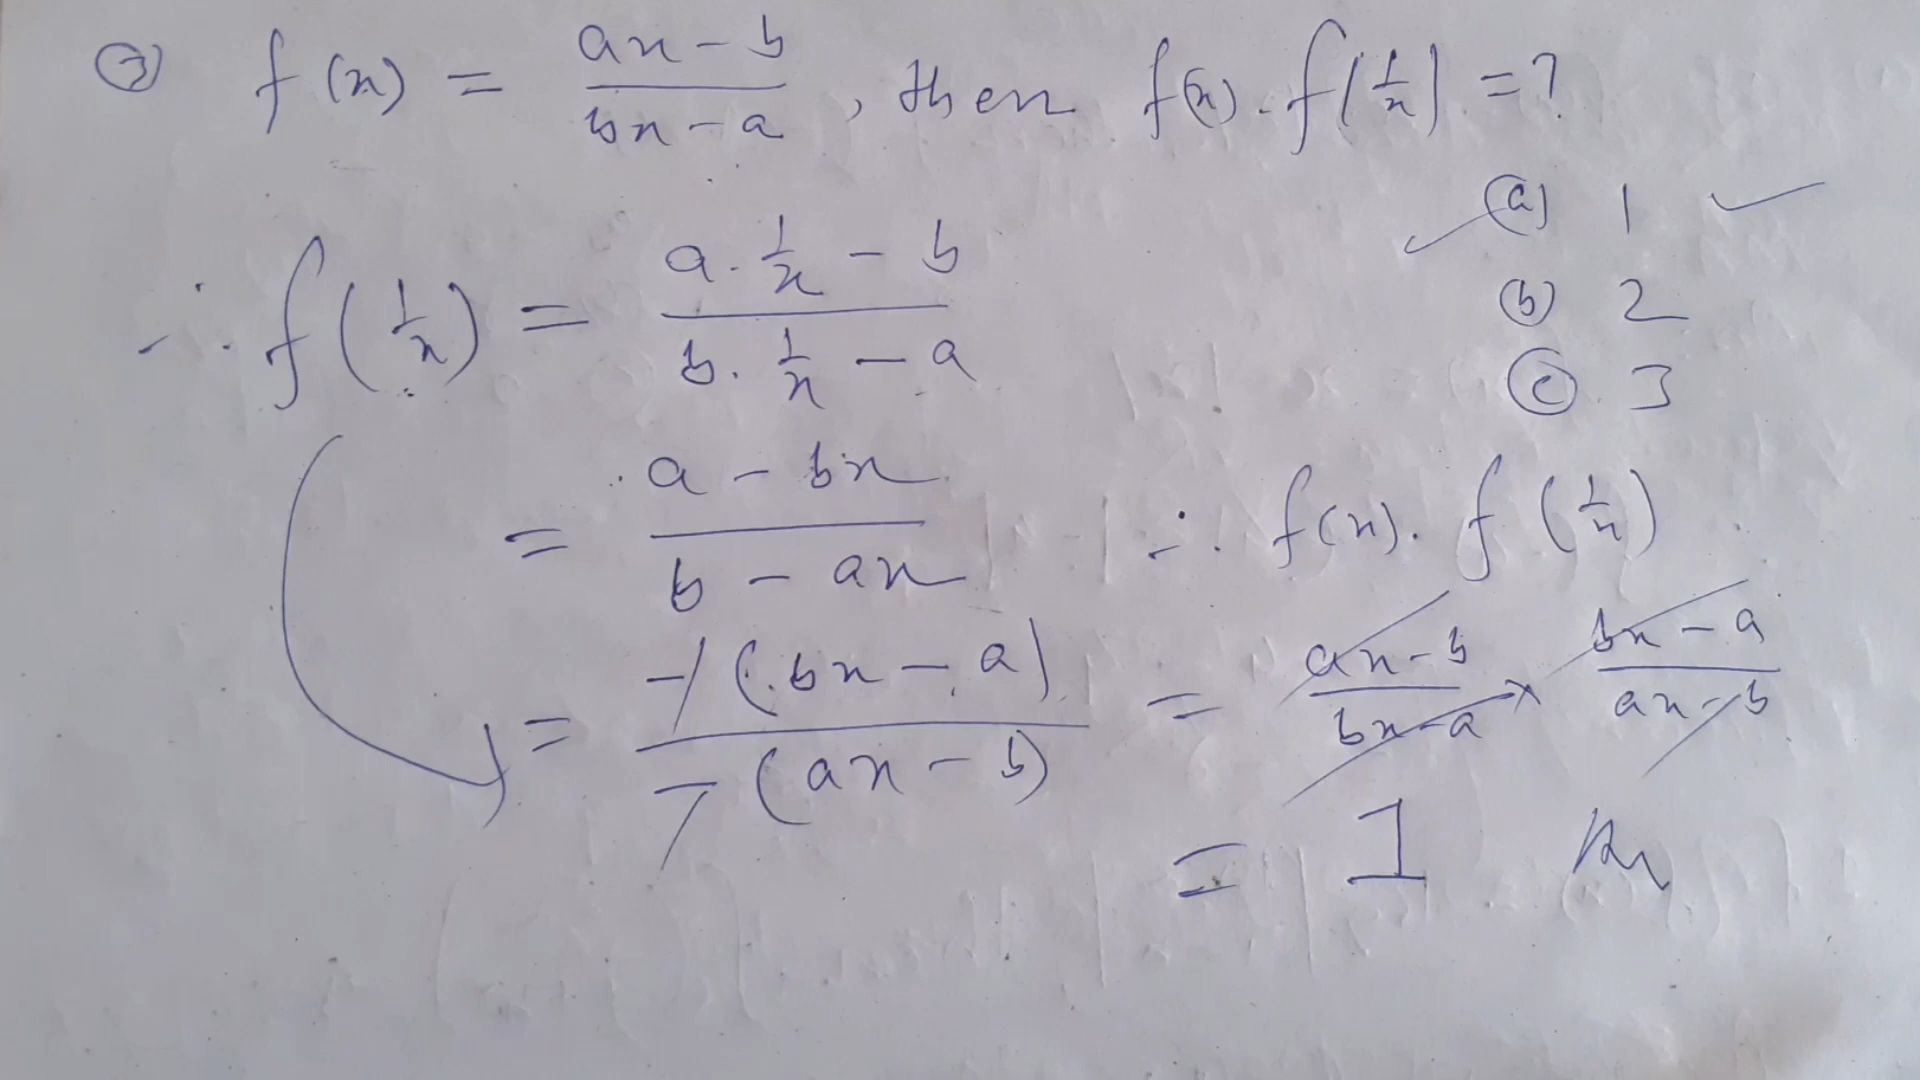 ③ f(x) = (ax - b)/(bx - a), then f(x). f(1/x) = ?
(a) 1 ✓
(b) 2
(c) 3
∴ f(1/x) = (a. 1/x - b)/(b. 1/x - a)
= (a - bx)/(b - ax)
= -1(bx - a)/-(ax - b)
∴ f(x). f(1/x)
= (ax - b)/(bx - a) × (bx - a)/(ax - b)
= 1